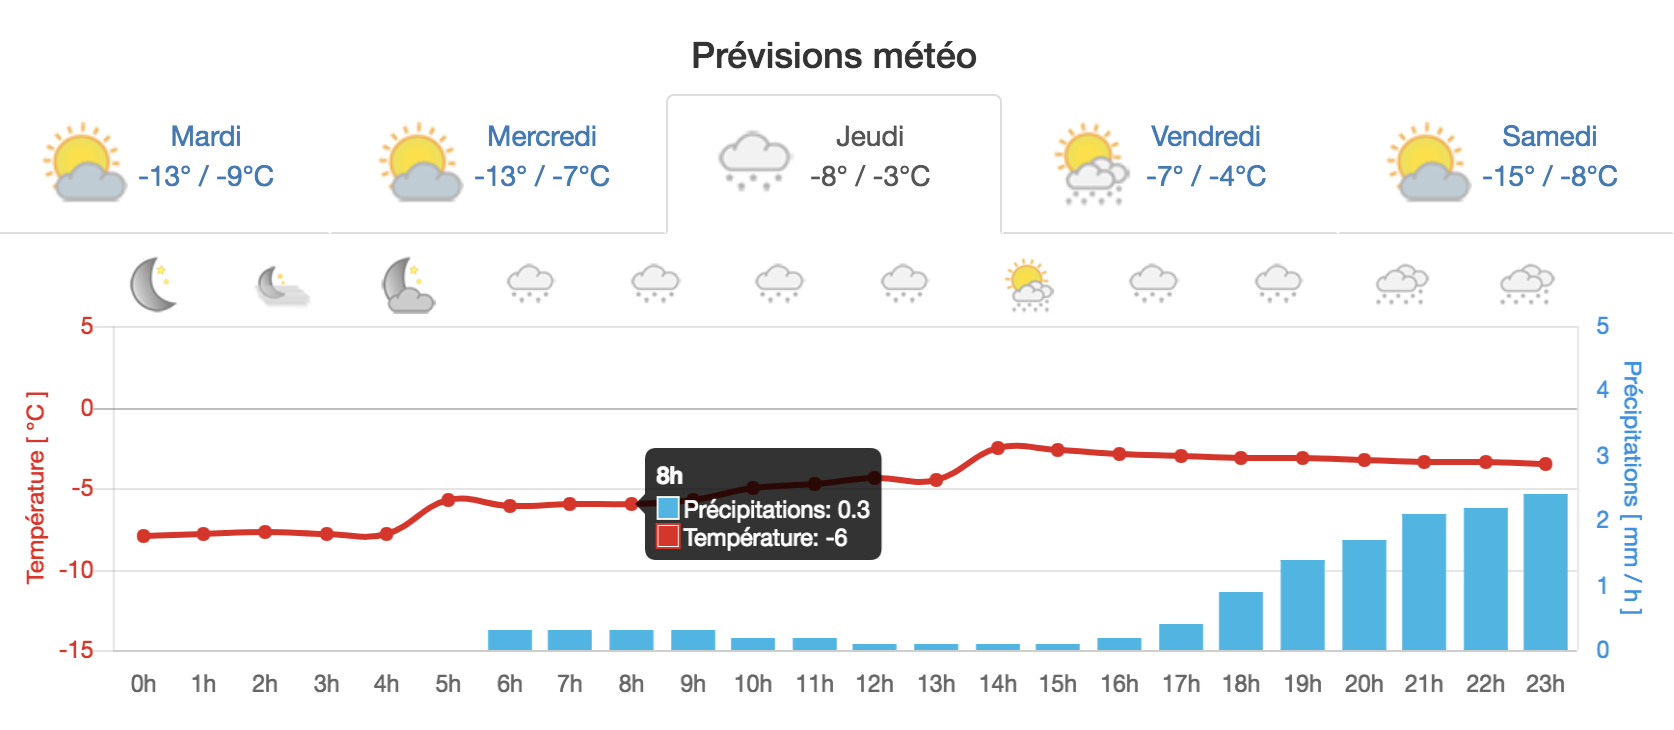 Prévisions météo
Mardi
-13° / -9°C
Mercredi
-13° / -7°C
Jeudi
-8° / -3°C
Vendredi
-7° / -4°C
Samedi
-15° / -8°C
Température [ °C ]
5
0
-5
-10
-15
8h
Précipitations: 0.3
Température: -6
5
4
3
2
1
0
Précipitations [ mm / h ]
0h 1h 2h 3h 4h 5h 6h 7h 8h 9h 10h 11h 12h 13h 14h 15h 16h 17h 18h 19h 20h 21h 22h 23h